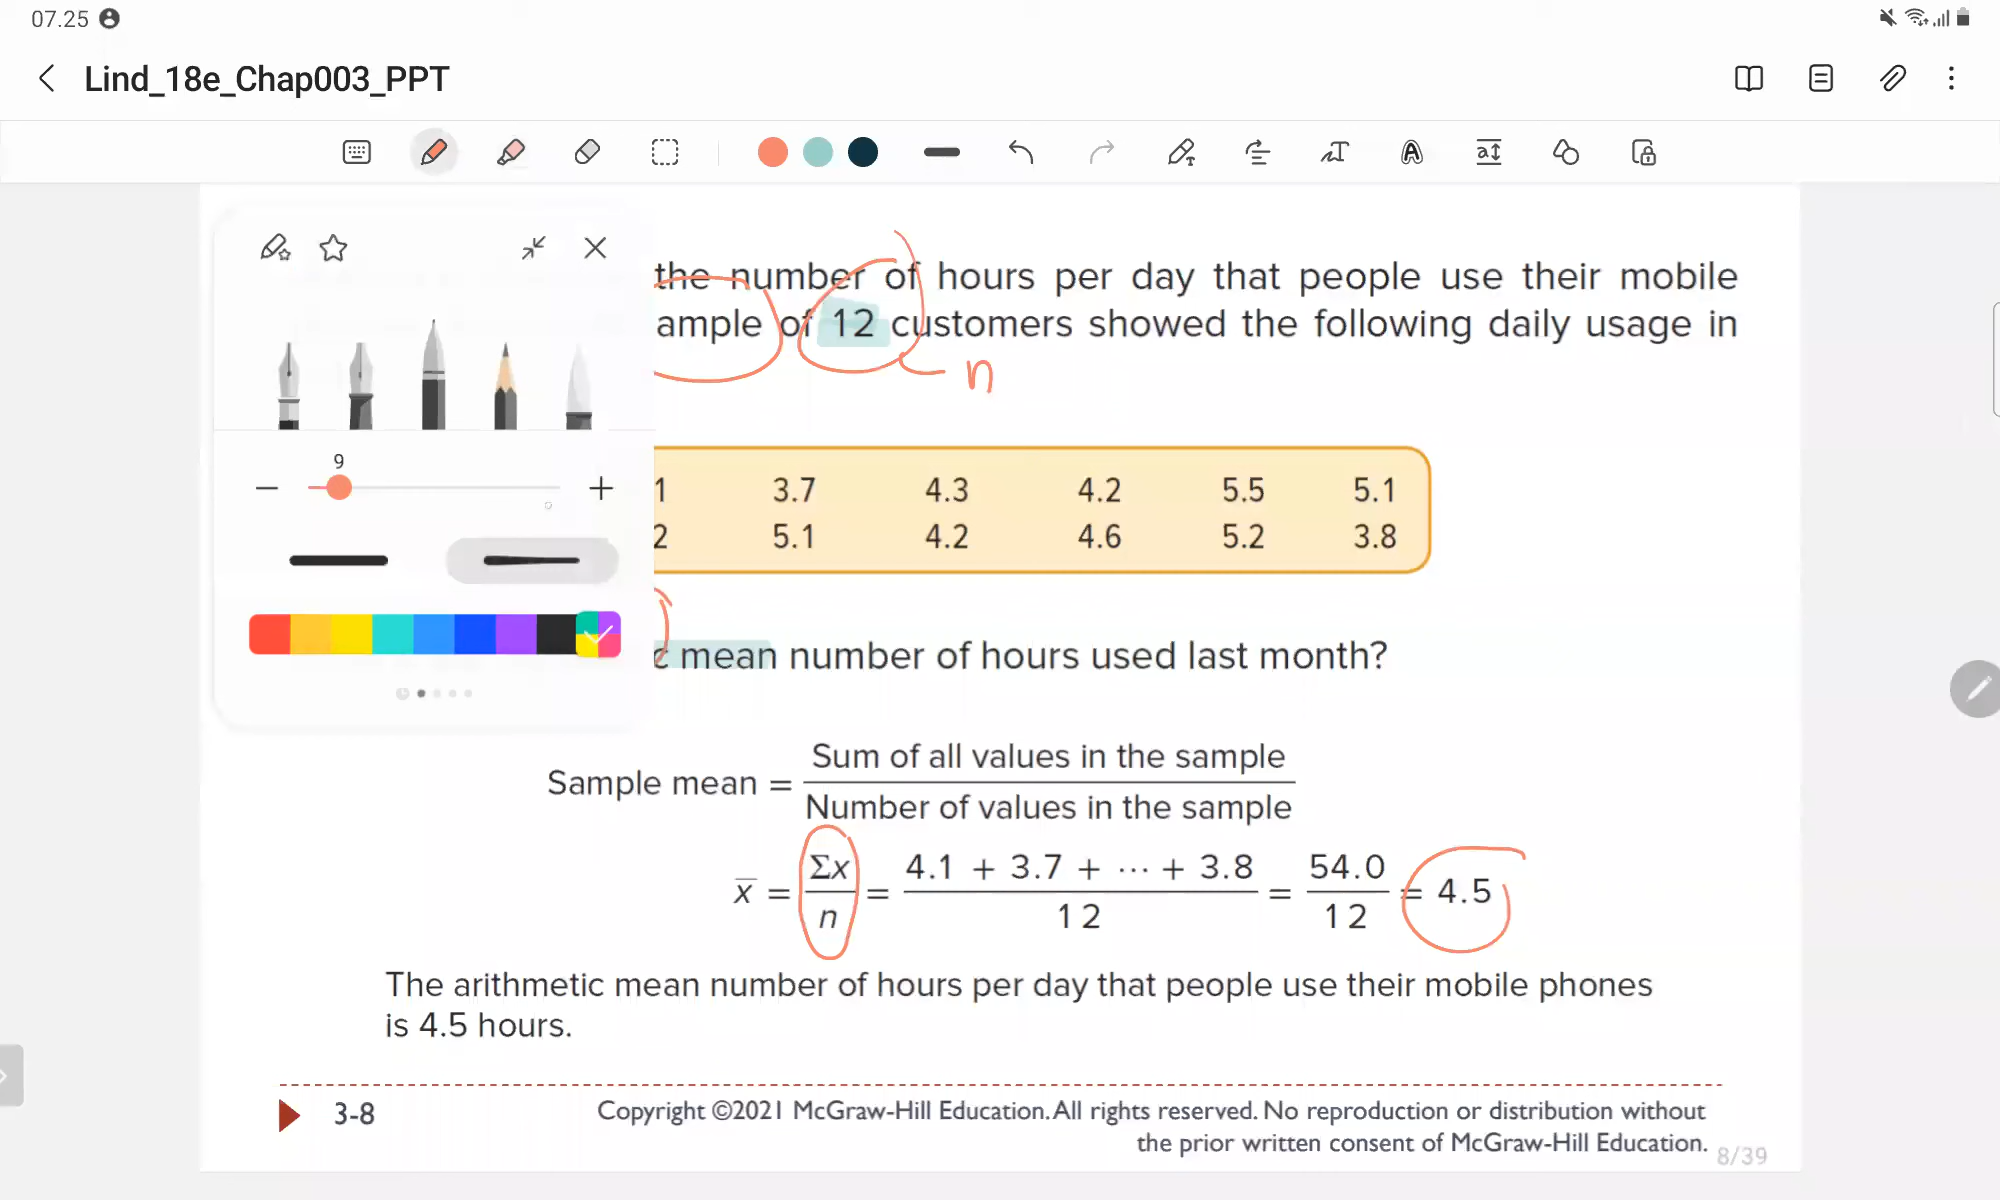 07.25
Lind_18e_Chap003_PPT
9
the number of hours per day that people use their mobile
ample of 12 customers showed the following daily usage in
n
1 3.7 4.3 4.2 5.5 5.1
2 5.1 4.2 4.6 5.2 3.8
c mean number of hours used last month?
Sample mean = Sum of all values in the sample
Number of values in the sample
x̅ = Σx / n = 4.1 + 3.7 + ··· + 3.8 / 12 = 54.0 / 12 = 4.5
The arithmetic mean number of hours per day that people use their mobile phones
is 4.5 hours.
3-8
Copyright ©2021 McGraw-Hill Education. All rights reserved. No reproduction or distribution without
the prior written consent of McGraw-Hill Education.
8/39